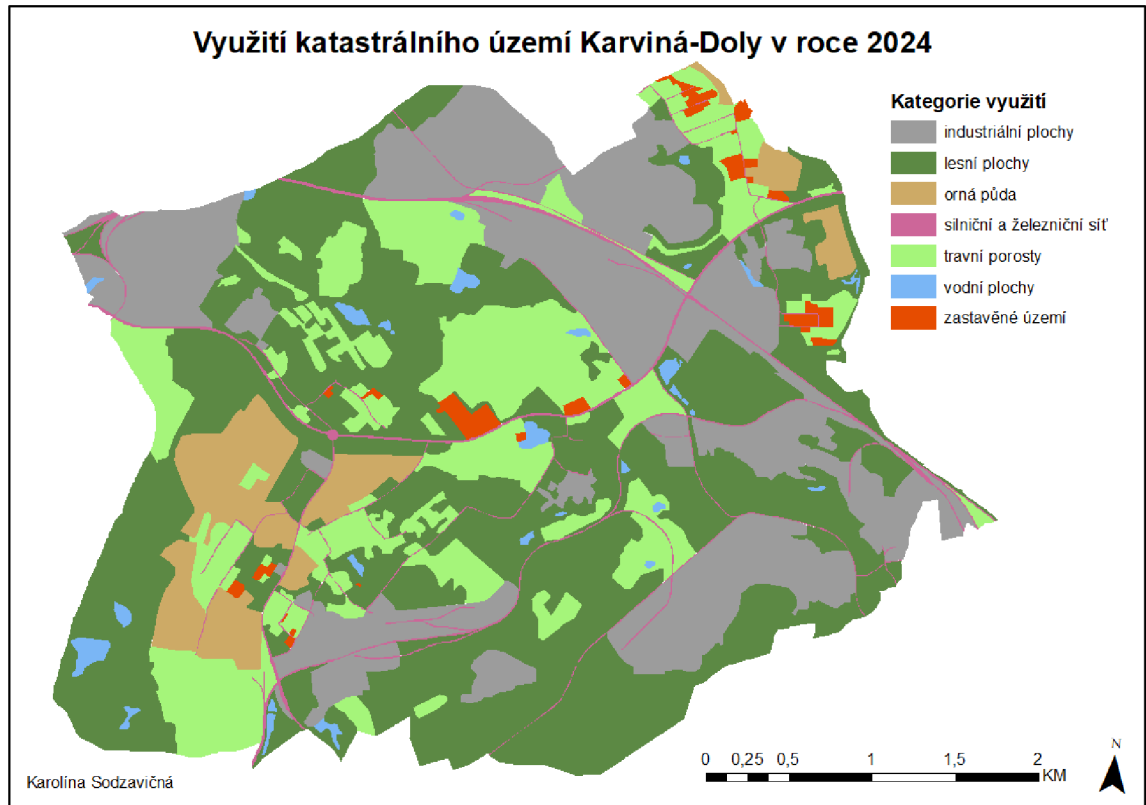 Využití katastrálního území Karviná-Doly v roce 2024
Kategorie využití
industriální plochy
lesní plochy
orná půda
silniční a železniční síť
travní porosty
vodní plochy
zastavěné území
Karolína Sodzavičná
0 0,25 0,5 1 1,5 2
KM
N